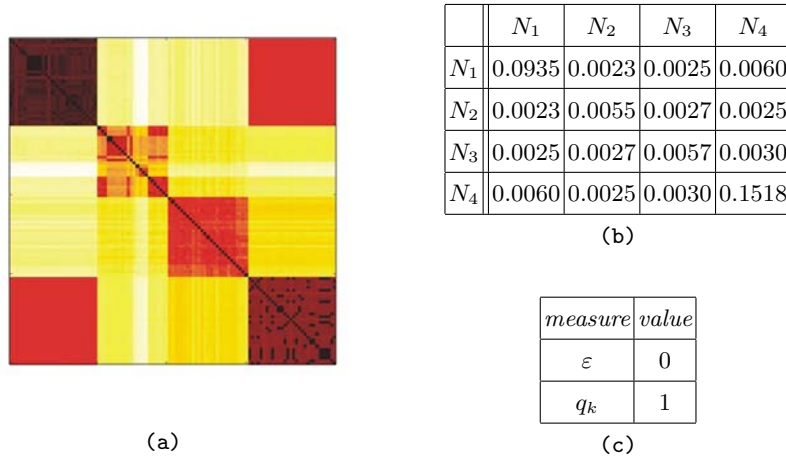 N₁ N₂ N₃ N₄
N₁ 0.0935 0.0023 0.0025 0.0060
N₂ 0.0023 0.0055 0.0027 0.0025
N₃ 0.0025 0.0027 0.0057 0.0030
N₄ 0.0060 0.0025 0.0030 0.1518
(b)
measure value
ε 0
qₖ 1
(a)
(c)